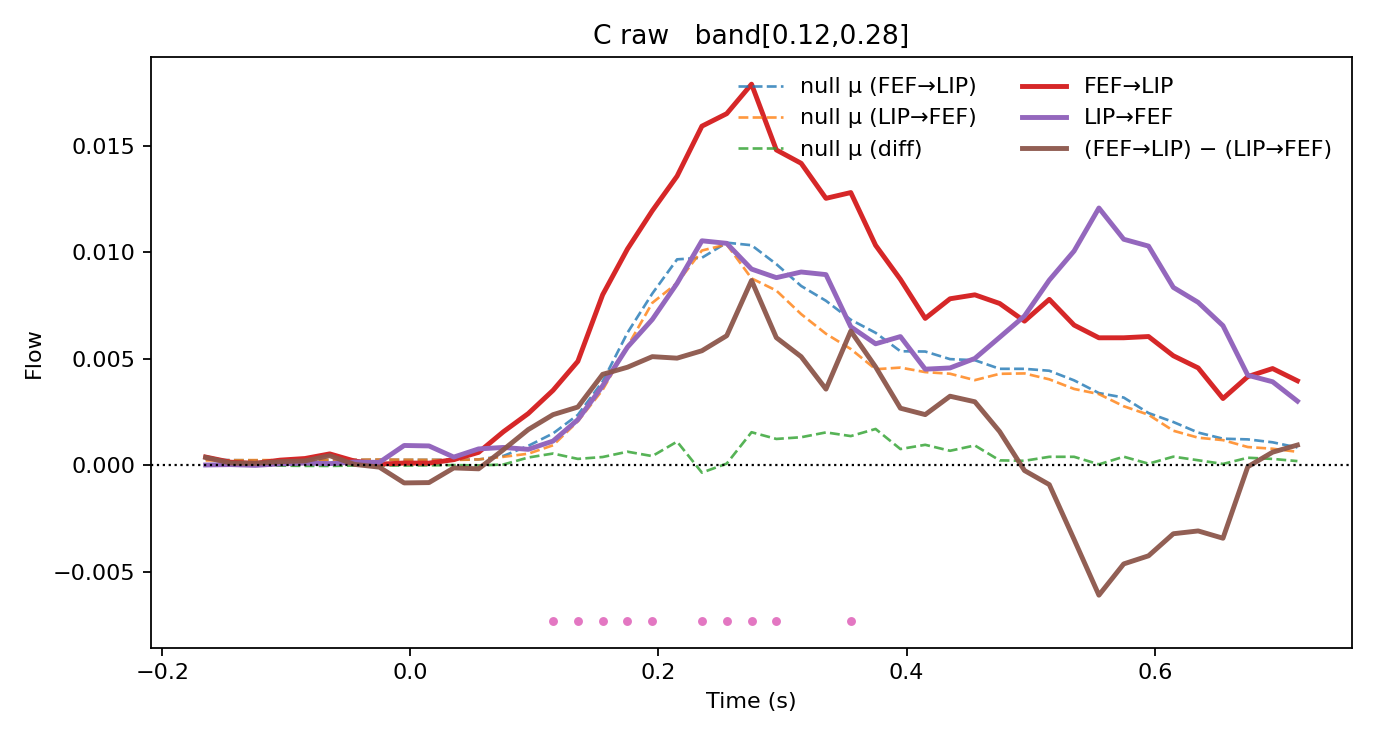 C raw   band[0.12,0.28]
null μ (FEF→LIP)
null μ (LIP→FEF)
null μ (diff)
FEF→LIP
LIP→FEF
(FEF→LIP) − (LIP→FEF)
Flow
0.015
0.010
0.005
0.000
−0.005
−0.2
0.0
0.2
0.4
0.6
Time (s)